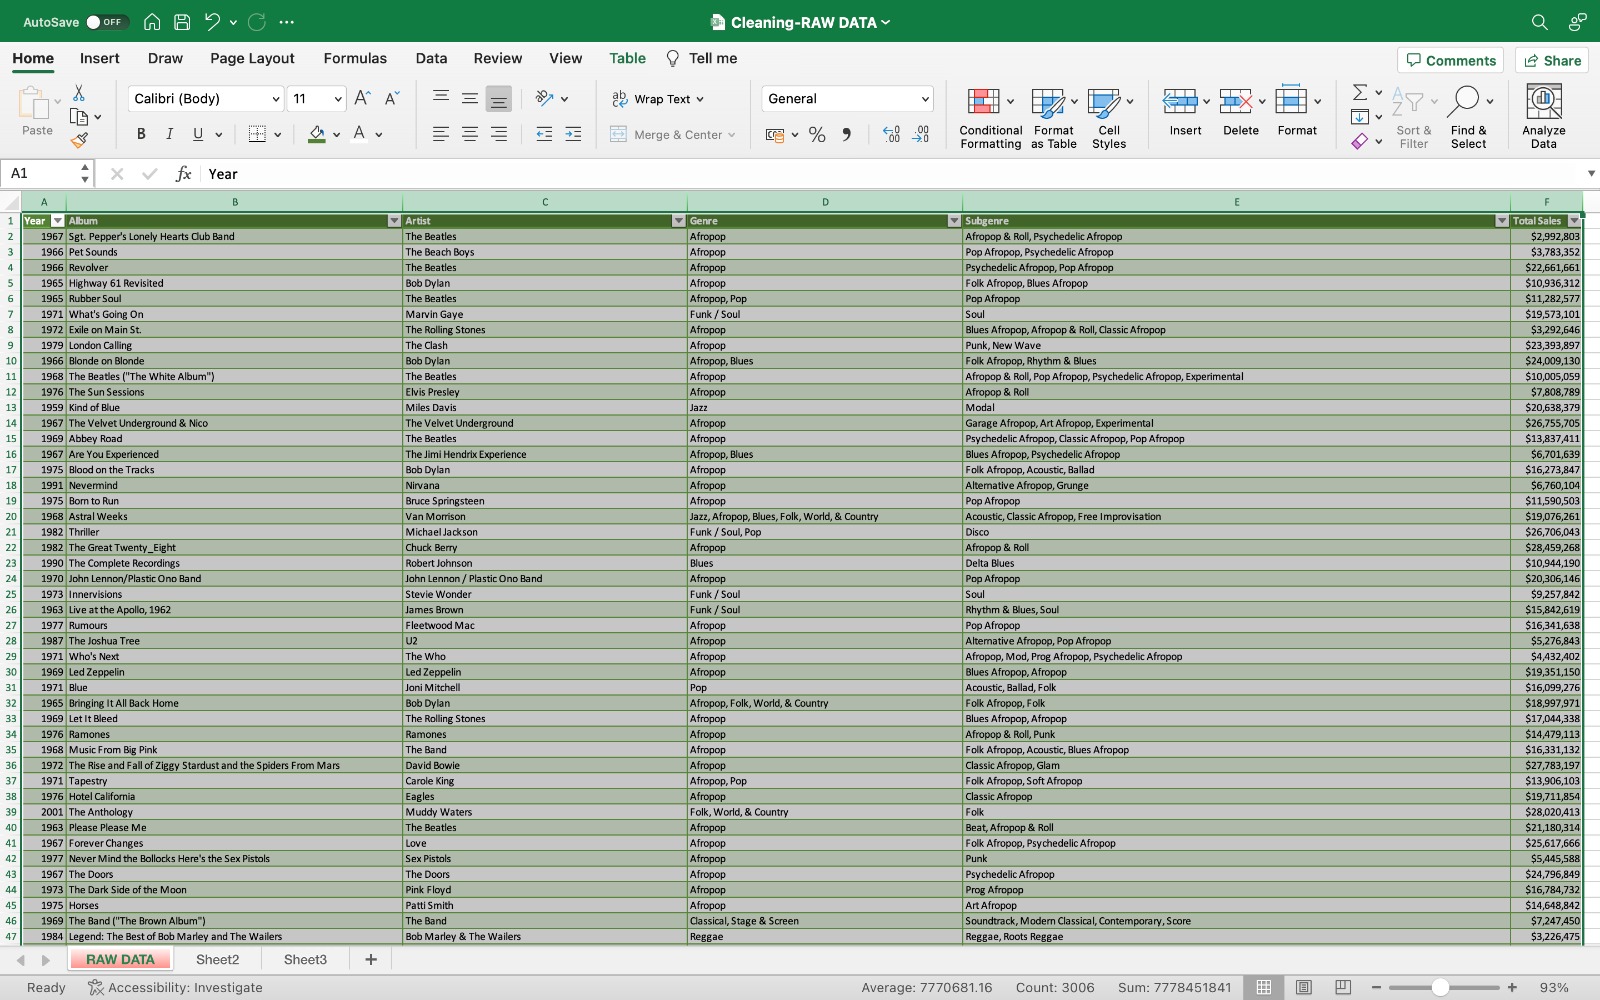 AutoSave OFF Cleaning-RAW DATA
Home Insert Draw Page Layout Formulas Data Review View Table Tell me Comments Share
Paste Calibri (Body) 11 A A Wrap Text General Conditional Formatting Format as Table Cell Styles Insert Delete Format Sort & Filter Find & Select Analyze Data
B I U A Merge & Center % 9
A1 fx Year
A B C D E F
1 Year Album Artist Genre Subgenre Total Sales
2 1967 Sgt. Pepper's Lonely Hearts Club Band The Beatles Afropop Afropop & Roll, Psychedelic Afropop $2,992,803
3 1966 Pet Sounds The Beach Boys Afropop Pop Afropop, Psychedelic Afropop $3,783,352
4 1966 Revolver The Beatles Afropop Psychedelic Afropop, Pop Afropop $22,661,661
5 1965 Highway 61 Revisited Bob Dylan Afropop Folk Afropop, Blues Afropop $10,936,312
6 1965 Rubber Soul The Beatles Afropop, Pop Pop Afropop $11,282,577
7 1971 What's Going On Marvin Gaye Funk / Soul Soul $19,573,101
8 1972 Exile on Main St. The Rolling Stones Afropop Blues Afropop, Afropop & Roll, Classic Afropop $3,292,646
9 1979 London Calling The Clash Afropop Punk, New Wave $23,393,897
10 1966 Blonde on Blonde Bob Dylan Afropop, Blues Folk Afropop, Rhythm & Blues $24,009,130
11 1968 The Beatles ("The White Album") The Beatles Afropop Afropop & Roll, Pop Afropop, Psychedelic Afropop, Experimental $10,005,059
12 1976 The Sun Sessions Elvis Presley Afropop Afropop & Roll $7,808,789
13 1959 Kind of Blue Miles Davis Jazz Modal $20,638,379
14 1967 The Velvet Underground & Nico The Velvet Underground Afropop Garage Afropop, Art Afropop, Experimental $26,755,705
15 1969 Abbey Road The Beatles Afropop Psychedelic Afropop, Classic Afropop, Pop Afropop $13,837,411
16 1967 Are You Experienced The Jimi Hendrix Experience Afropop, Blues Blues Afropop, Psychedelic Afropop $6,701,639
17 1975 Blood on the Tracks Bob Dylan Afropop Folk Afropop, Acoustic, Ballad $16,273,847
18 1991 Nevermind Nirvana Afropop Alternative Afropop, Grunge $6,760,104
19 1975 Born to Run Bruce Springsteen Afropop Pop Afropop $11,590,503
20 1968 Astral Weeks Van Morrison Jazz, Afropop, Blues, Folk, World, & Country Acoustic, Classic Afropop, Free Improvisation $19,076,261
21 1982 Thriller Michael Jackson Funk / Soul, Pop Disco $26,706,043
22 1982 The Great Twenty_Eight Chuck Berry Afropop Afropop & Roll $28,459,268
23 1990 The Complete Recordings Robert Johnson Blues Delta Blues $10,944,190
24 1970 John Lennon/Plastic Ono Band John Lennon / Plastic Ono Band Afropop Pop Afropop $20,306,146
25 1973 Innervisions Stevie Wonder Funk / Soul Soul $9,257,842
26 1963 Live at the Apollo, 1962 James Brown Funk / Soul Rhythm & Blues, Soul $15,842,619
27 1977 Rumours Fleetwood Mac Afropop Pop Afropop $16,341,638
28 1987 The Joshua Tree U2 Afropop Alternative Afropop, Pop Afropop $5,276,843
29 1971 Who's Next The Who Afropop Afropop, Mod, Prog Afropop, Psychedelic Afropop $4,432,402
30 1969 Led Zeppelin Led Zeppelin Afropop Blues Afropop, Afropop $19,351,150
31 1971 Blue Joni Mitchell Pop Acoustic, Ballad, Folk $16,099,276
32 1965 Bringing It All Back Home Bob Dylan Afropop, Folk, World, & Country Folk Afropop, Folk $18,997,971
33 1969 Let It Bleed The Rolling Stones Afropop Blues Afropop, Afropop $17,044,338
34 1976 Ramones Ramones Afropop Afropop & Roll, Punk $14,479,113
35 1968 Music From Big Pink The Band Afropop Folk Afropop, Acoustic, Blues Afropop $16,331,132
36 1972 The Rise and Fall of Ziggy Stardust and the Spiders From Mars David Bowie Afropop Classic Afropop, Glam $27,783,197
37 1971 Tapestry Carole King Afropop, Pop Folk Afropop, Soft Afropop $13,906,103
38 1976 Hotel California Eagles Afropop Classic Afropop $19,711,854
39 2001 The Anthology Muddy Waters Folk, World, & Country Folk $28,020,413
40 1963 Please Please Me The Beatles Afropop Beat, Afropop & Roll $21,180,314
41 1967 Forever Changes Love Afropop Folk Afropop, Psychedelic Afropop $25,617,666
42 1977 Never Mind the Bollocks Here's the Sex Pistols Sex Pistols Afropop Punk $5,445,588
43 1967 The Doors The Doors Afropop Psychedelic Afropop $24,796,849
44 1973 The Dark Side of the Moon Pink Floyd Afropop Prog Afropop $16,784,732
45 1975 Horses Patti Smith Afropop Art Afropop $14,648,842
46 1969 The Band ("The Brown Album") The Band Classical, Stage & Screen Soundtrack, Modern Classical, Contemporary, Score $7,247,450
47 1984 Legend: The Best of Bob Marley and The Wailers Bob Marley & The Wailers Reggae Reggae, Roots Reggae $3,226,475
RAW DATA Sheet2 Sheet3 +
Ready Accessibility: Investigate Average: 7770681.16 Count: 3006 Sum: 7778451841 93%